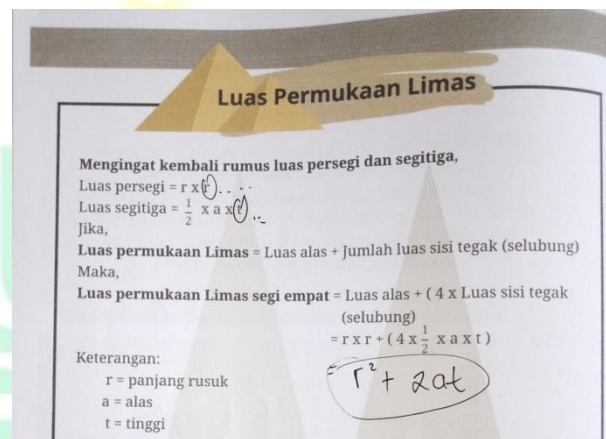 Luas Permukaan Limas
Mengingat kembali rumus luas persegi dan segitiga,
Luas persegi = r x r....
Luas segitiga = 1/2 x a x t...
Jika,
Luas permukaan Limas = Luas alas + Jumlah luas sisi tegak (selubung)
Maka,
Luas permukaan Limas segi empat = Luas alas + ( 4 x Luas sisi tegak
(selubung)
= r x r + ( 4 x 1/2 x a x t )
= r² + 2at
Keterangan:
r = panjang rusuk
a = alas
t = tinggi